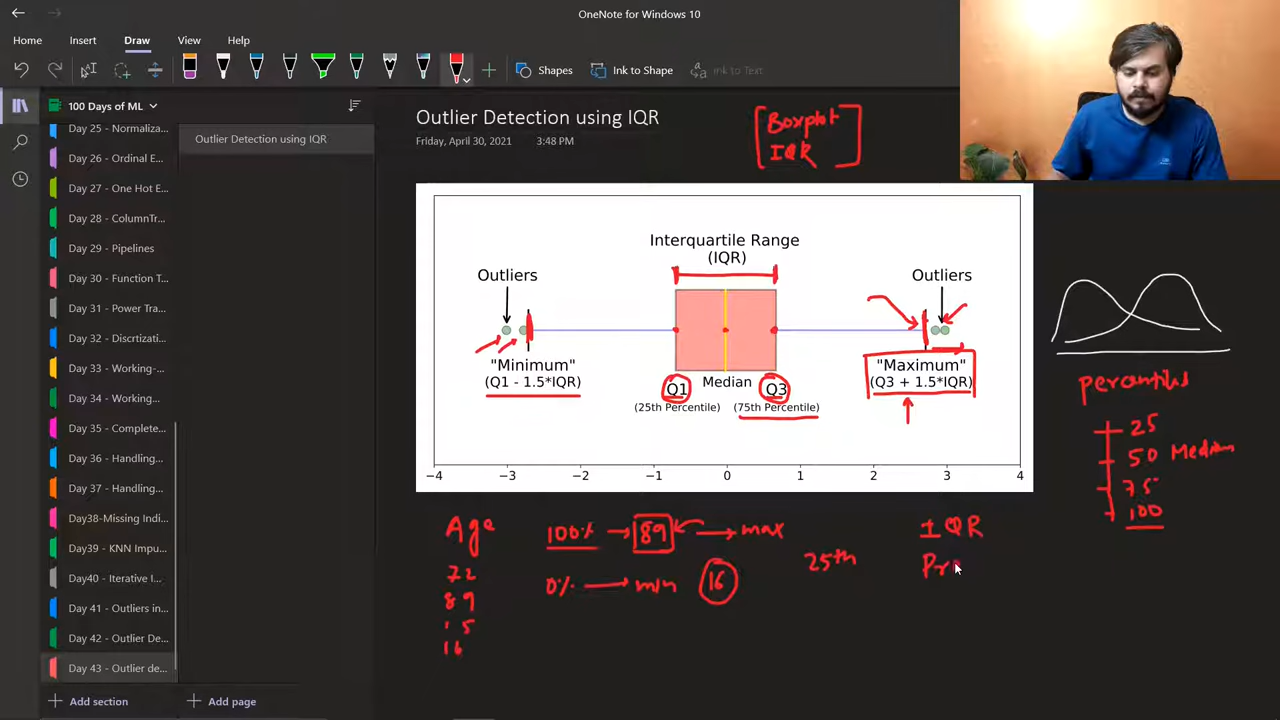 OneNote for Windows 10
Home Insert Draw View Help
Shapes Ink to Shape Ink to Text
100 Days of ML
Day 25 - Normaliza...
Day 26 - Ordinal E...
Day 27 - One Hot E...
Day 28 - ColumnTr...
Day 29 - Pipelines
Day 30 - Function T...
Day 31 - Power Tra...
Day 32 - Discrtizati...
Day 33 - Working-...
Day 34 - Working-...
Day 35 - Complete...
Day 36 - Handling...
Day 37 - Handling...
Day38-Missing Indi...
Day39 - KNN Impu...
Day40 - Iterative I...
Day 41 - Outliers in...
Day 42 - Outlier De...
Day 43 - Outlier de...
Add section
Outlier Detection using IQR
Add page
Outlier Detection using IQR
Friday, April 30, 2021 3:48 PM
Boxplot
IQR
Interquartile Range
(IQR)
Outliers
Outliers
"Minimum"
(Q1 - 1.5*IQR)
Q1
(25th Percentile)
Median
Q3
(75th Percentile)
"Maximum"
(Q3 + 1.5*IQR)
−4 −3 −2 −1 0 1 2 3 4
percentiles
25
50 Median
75
100
Age
72
89
15
16
100% → 89 → max
0% → min 16
25th
IQR
Pr